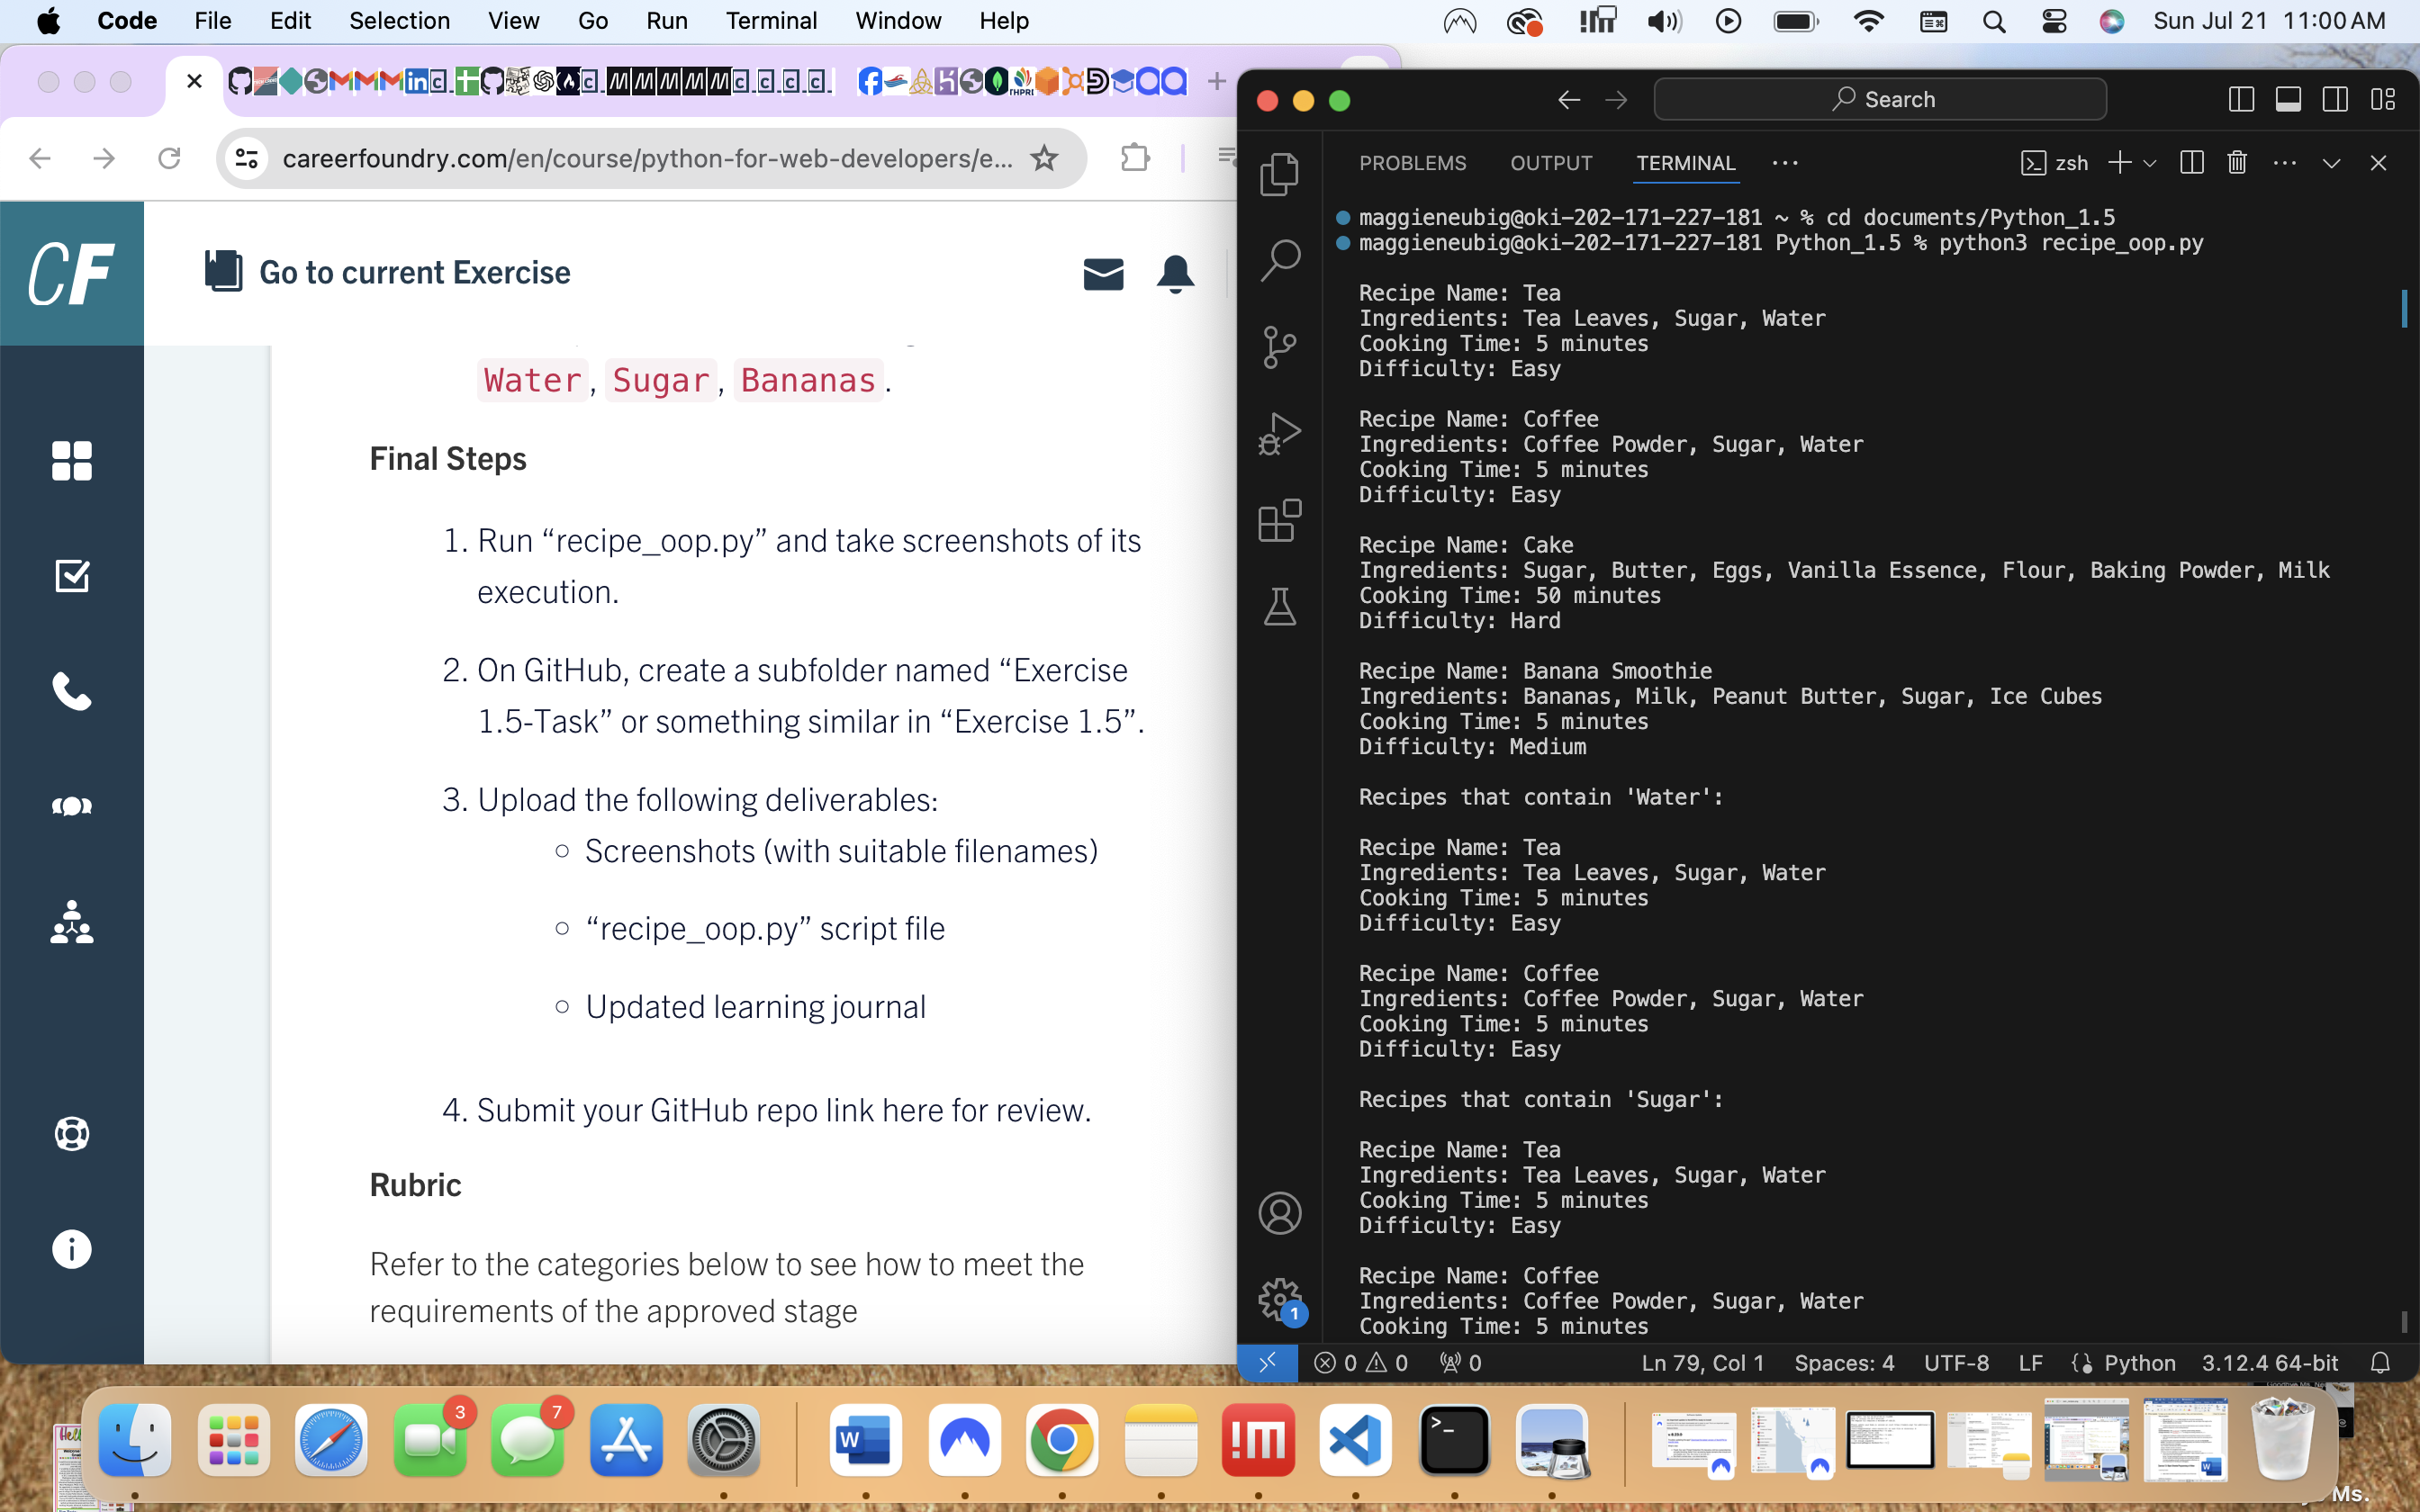 Code File Edit Selection View Go Run Terminal Window Help Sun Jul 21 11:00 AM
careerfoundry.com/en/course/python-for-web-developers/e...
CF
Go to current Exercise
Water, Sugar, Bananas.
Final Steps
1. Run “recipe_oop.py” and take screenshots of its
execution.
2. On GitHub, create a subfolder named “Exercise
1.5-Task” or something similar in “Exercise 1.5”.
3. Upload the following deliverables:
○ Screenshots (with suitable filenames)
○ “recipe_oop.py” script file
○ Updated learning journal
4. Submit your GitHub repo link here for review.
Rubric
Refer to the categories below to see how to meet the
requirements of the approved stage
Search
PROBLEMS OUTPUT TERMINAL ... zsh
maggieneubig@oki-202-171-227-181 ~ % cd documents/Python_1.5
maggieneubig@oki-202-171-227-181 Python_1.5 % python3 recipe_oop.py
Recipe Name: Tea
Ingredients: Tea Leaves, Sugar, Water
Cooking Time: 5 minutes
Difficulty: Easy
Recipe Name: Coffee
Ingredients: Coffee Powder, Sugar, Water
Cooking Time: 5 minutes
Difficulty: Easy
Recipe Name: Cake
Ingredients: Sugar, Butter, Eggs, Vanilla Essence, Flour, Baking Powder, Milk
Cooking Time: 50 minutes
Difficulty: Hard
Recipe Name: Banana Smoothie
Ingredients: Bananas, Milk, Peanut Butter, Sugar, Ice Cubes
Cooking Time: 5 minutes
Difficulty: Medium
Recipes that contain 'Water':
Recipe Name: Tea
Ingredients: Tea Leaves, Sugar, Water
Cooking Time: 5 minutes
Difficulty: Easy
Recipe Name: Coffee
Ingredients: Coffee Powder, Sugar, Water
Cooking Time: 5 minutes
Difficulty: Easy
Recipes that contain 'Sugar':
Recipe Name: Tea
Ingredients: Tea Leaves, Sugar, Water
Cooking Time: 5 minutes
Difficulty: Easy
Recipe Name: Coffee
Ingredients: Coffee Powder, Sugar, Water
Cooking Time: 5 minutes
1
0 0 0 Ln 79, Col 1 Spaces: 4 UTF-8 LF Python 3.12.4 64-bit
3 7
W
Ms.